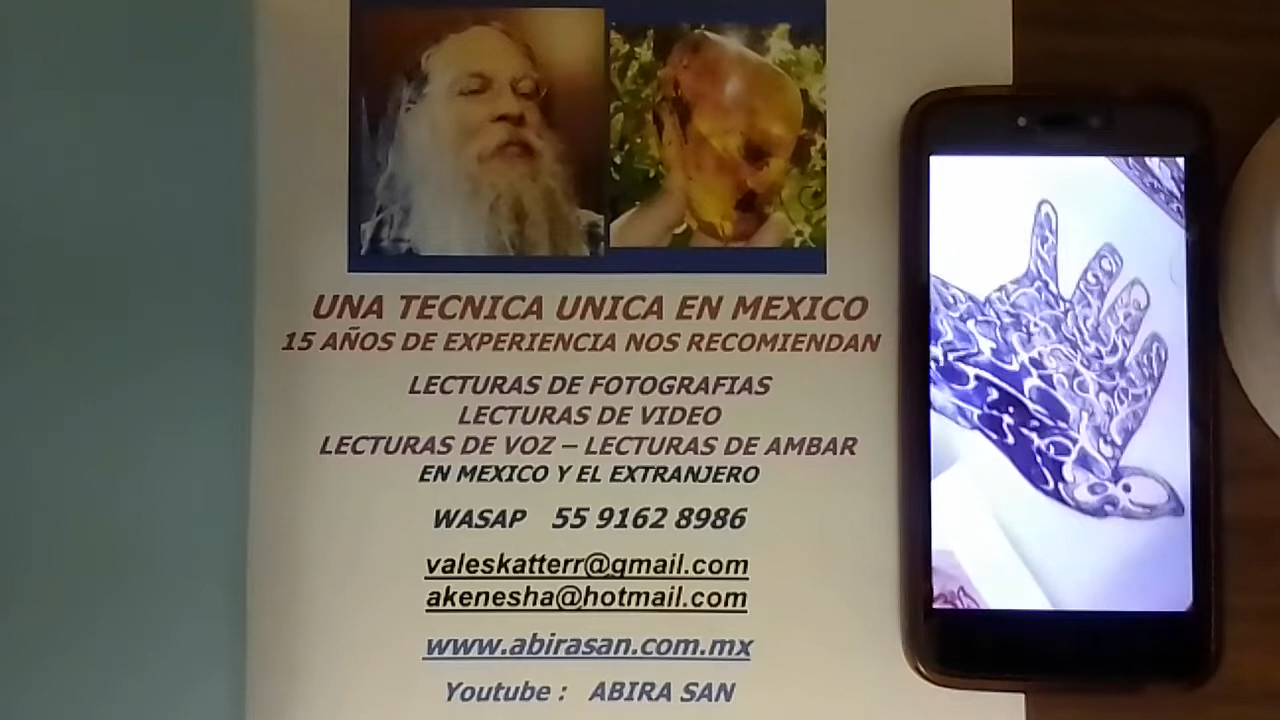 UNA TECNICA UNICA EN MEXICO
15 AÑOS DE EXPERIENCIA NOS RECOMIENDAN
LECTURAS DE FOTOGRAFIAS
LECTURAS DE VIDEO
LECTURAS DE VOZ – LECTURAS DE AMBAR
EN MEXICO Y EL EXTRANJERO
WASAP 55 9162 8986
valeskatterr@gmail.com
akenesha@hotmail.com
www.abirasan.com.mx
Youtube : ABIRA SAN